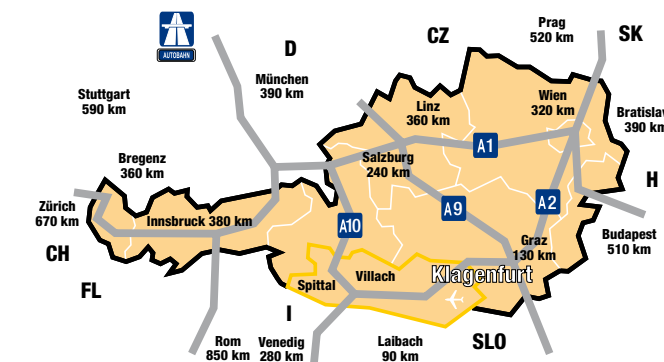 AUTOBAHN
D
CZ
Prag
520 km
SK
München
390 km
Stuttgart
590 km
Linz
360 km
Wien
320 km
Bratislav
390 km
A1
Bregenz
360 km
Salzburg
240 km
H
Zürich
670 km
Innsbruck 380 km
A10
A9
A2
CH
Graz
130 km
Budapest
510 km
FL
Spittal
Villach
Klagenfurt
I
Rom
850 km
Venedig
280 km
Laibach
90 km
SLO